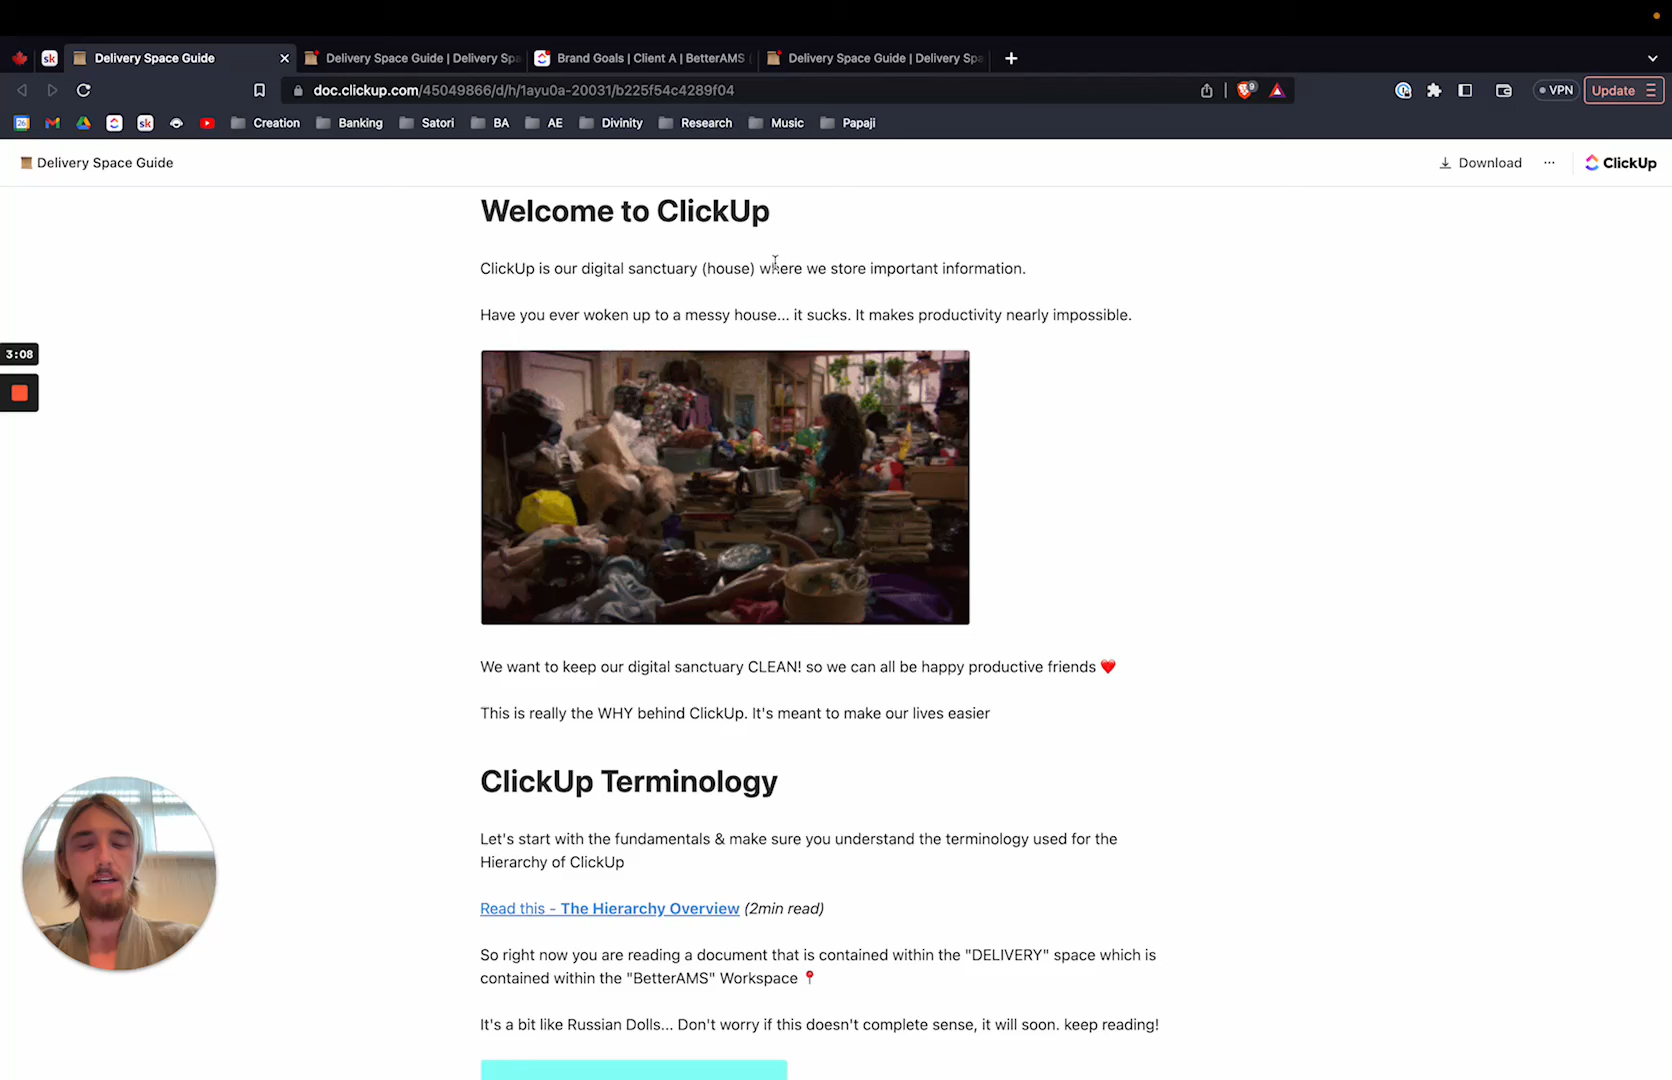 sk
Delivery Space Guide
Delivery Space Guide | Delivery Spa
Brand Goals | Client A | BetterAMS
Delivery Space Guide | Delivery Spa
doc.clickup.com/45049866/d/h/1ayu0a-20031/b225f54c4289f04
9
VPN
Update
26
sk
Creation
Banking
Satori
BA
AE
Divinity
Research
Music
Papaji
Delivery Space Guide
Download
ClickUp
Welcome to ClickUp
ClickUp is our digital sanctuary (house) where we store important information.
Have you ever woken up to a messy house... it sucks. It makes productivity nearly impossible.
3:08
We want to keep our digital sanctuary CLEAN! so we can all be happy productive friends ❤️
This is really the WHY behind ClickUp. It's meant to make our lives easier
ClickUp Terminology
Let's start with the fundamentals & make sure you understand the terminology used for the
Hierarchy of ClickUp
Read this - The Hierarchy Overview (2min read)
So right now you are reading a document that is contained within the "DELIVERY" space which is
contained within the "BetterAMS" Workspace 📍
It's a bit like Russian Dolls... Don't worry if this doesn't complete sense, it will soon. keep reading!